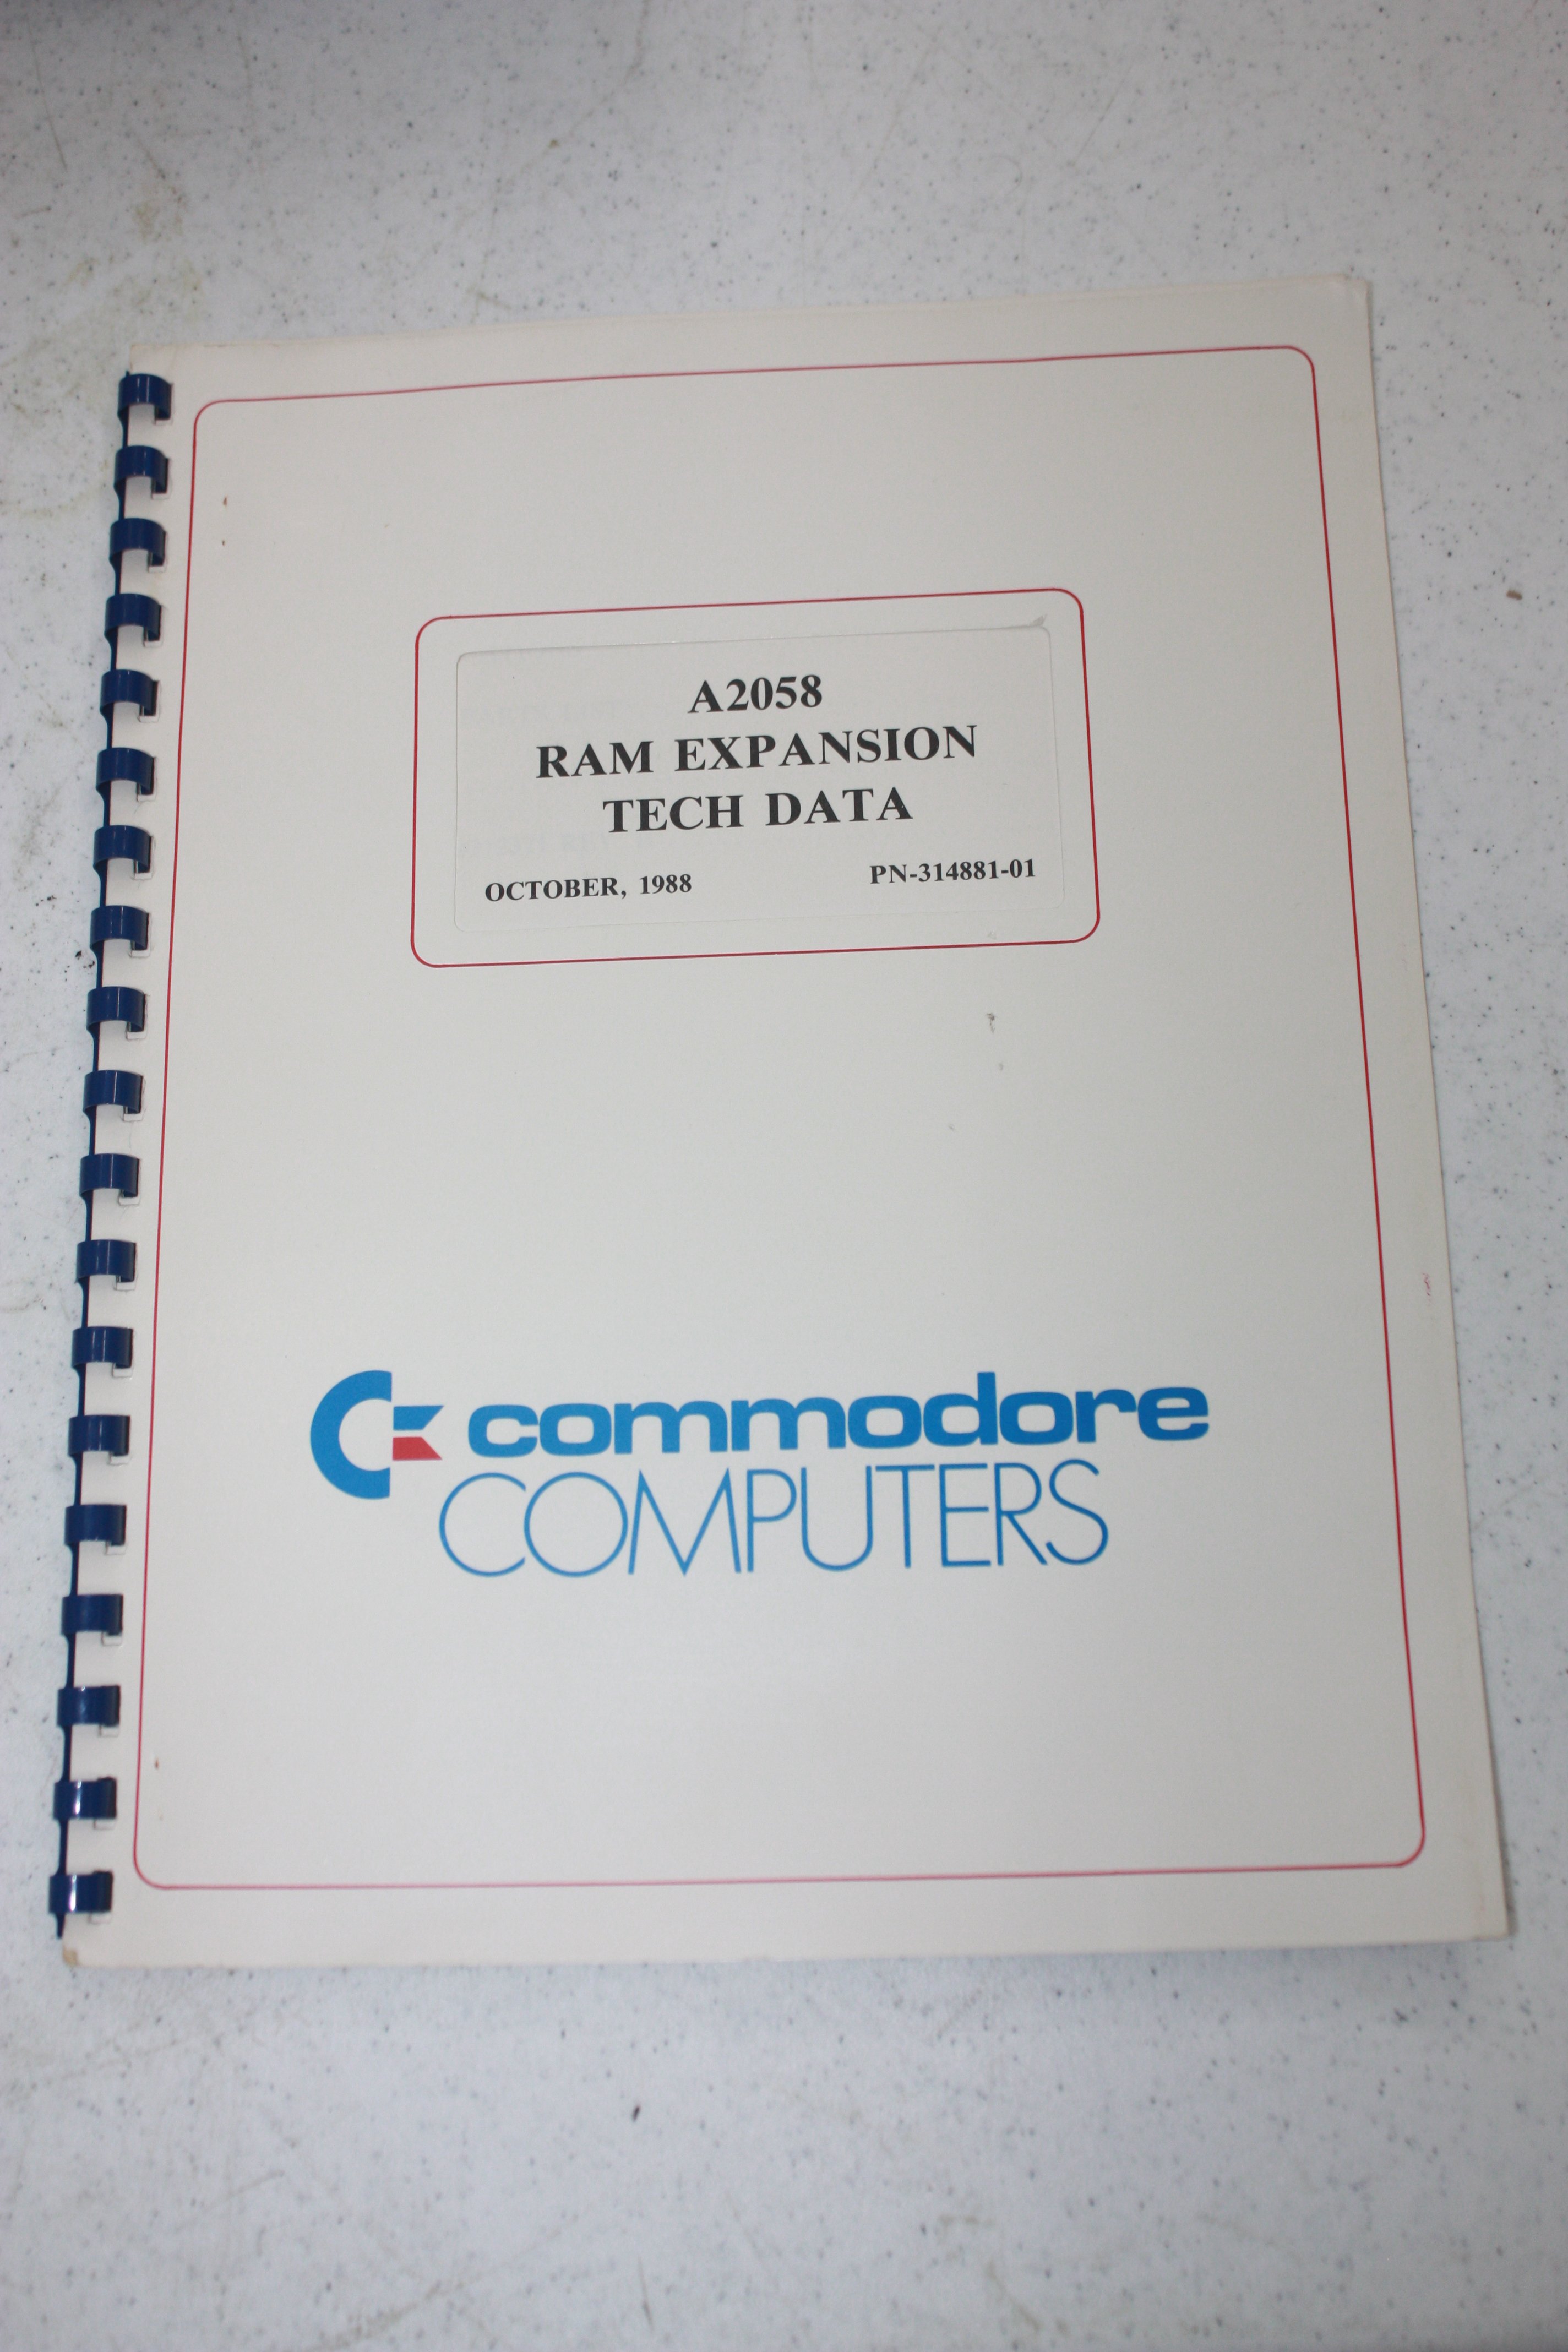 A2058
RAM EXPANSION
TECH DATA
OCTOBER, 1988 PN-314881-01
commodore
COMPUTERS